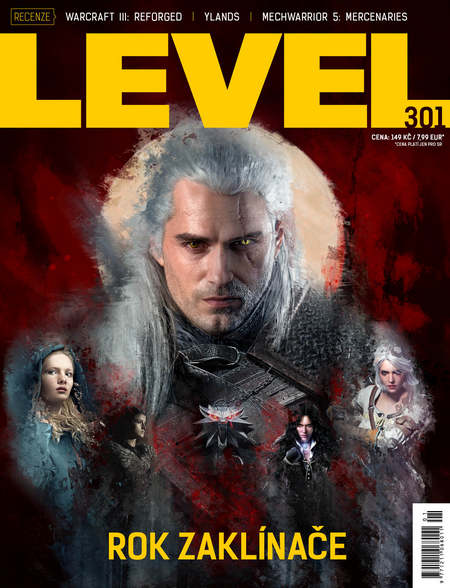 RECENZE WARCRAFT III: REFORGED | YLANDS | MECHWARRIOR 5: MERCENARIES
LEVEL
301
CENA: 149 KČ / 7,99 EUR*
*CENA PLATÍ JEN PRO SR
ROK ZAKLÍNAČE
01